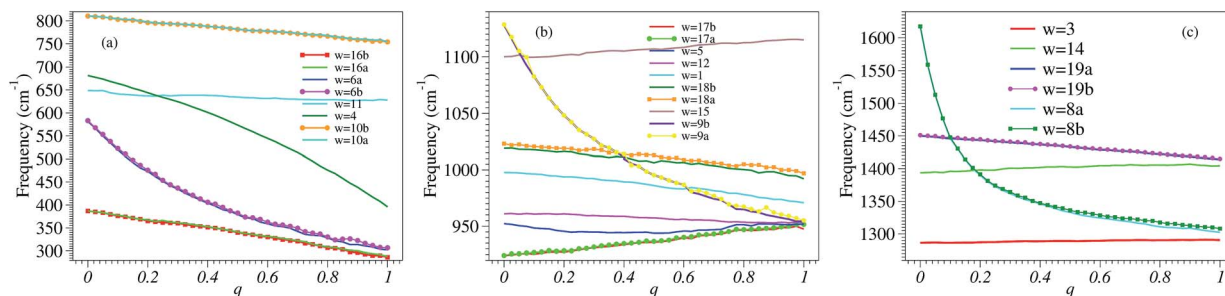 (a)
800
750
700
650
600
550
500
450
400
350
300
Frequency (cm⁻¹)
w=16b
w=16a
w=6a
w=6b
w=11
w=4
w=10b
w=10a
0 0.2 0.4 0.6 0.8 1
q
(b)
1100
1050
1000
950
Frequency (cm⁻¹)
w=17b
w=17a
w=5
w=12
w=1
w=18b
w=18a
w=15
w=9b
w=9a
0 0.2 0.4 0.6 0.8 1
q
(c)
1600
1550
1500
1450
1400
1350
1300
Frequency (cm⁻¹)
w=3
w=14
w=19a
w=19b
w=8a
w=8b
0 0.2 0.4 0.6 0.8 1
q